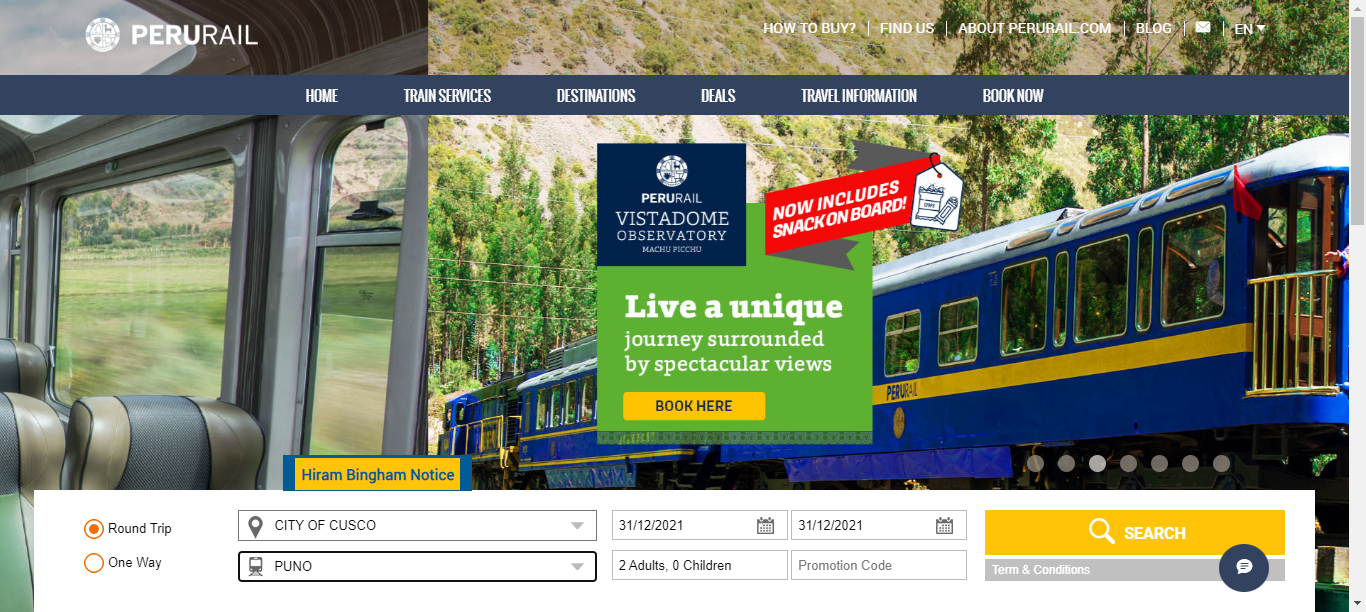 PERURAIL
HOW TO BUY?
FIND US
ABOUT PERURAIL.COM
BLOG
EN
HOME
TRAIN SERVICES
DESTINATIONS
DEALS
TRAVEL INFORMATION
BOOK NOW
PERURAIL
VISTADOME
OBSERVATORY
MACHU PICCHU
NOW INCLUDES
SNACK ON BOARD!
Live a unique
journey surrounded
by spectacular views
BOOK HERE
PERURAIL
Hiram Bingham Notice
Round Trip
One Way
CITY OF CUSCO
PUNO
31/12/2021
31/12/2021
2 Adults, 0 Children
Promotion Code
SEARCH
Term & Conditions